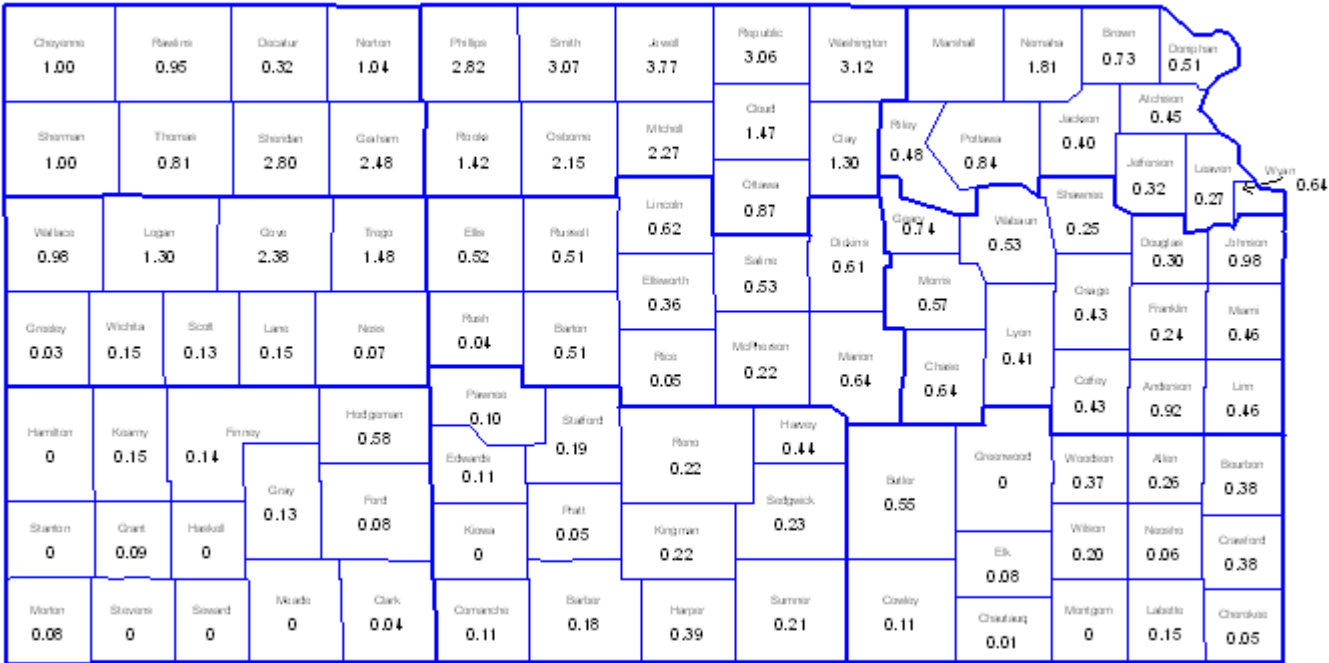 Cheyenne Rawlins Decatur Norton Phillips Smith Jewell Republic Washington Marshall Nemaha Brown Doniphan
1.00 0.95 0.32 1.04 2.82 3.07 3.77 3.06 3.12 1.81 0.73 0.51
Sherman Thomas Sheridan Graham Rooks Osborne Mitchell Cloud Clay Riley Pottawa Jackson Atchison
1.00 0.81 2.80 2.48 1.42 2.15 2.27 1.47 1.30 0.48 0.84 0.40 0.45
Jefferson Leaven Wyan
0.32 0.27 0.64
Wallace Logan Gove Trego Ellis Russell Lincoln Ottawa Dickins Geary Wabaun Shawnee Douglas Johnson
0.98 1.30 2.38 1.48 0.52 0.51 0.62 0.87 0.61 0.74 0.53 0.25 0.30 0.98
Ellsworth Saline Morris Osage Franklin Miami
0.36 0.53 0.57 0.43 0.24 0.46
Greeley Wichita Scott Lane Ness Rush Barton Rice McPherson Marion Chase Lyon Coffey Anderson Linn
0.03 0.15 0.13 0.15 0.07 0.04 0.51 0.05 0.22 0.64 0.64 0.41 0.43 0.92 0.46
Hamilton Kearny Finney Hodgeman Pawnee Stafford Reno Harvey
0 0.15 0.14 0.58 0.10 0.19 0.22 0.44
Gray Ford Edwards Sedgwick Butler Greenwood Woodson Allen Bourbon
0.13 0.08 0.11 0.23 0.55 0 0.37 0.26 0.38
Stanton Grant Haskell Kiowa Pratt Kingman Elk Wilson Neosho Crawford
0 0.09 0 0 0.05 0.22 0.08 0.20 0.06 0.38
Morton Stevens Seward Meade Clark Comanche Barber Harper Sumner Cowley Chautauq Montgom Labette Cherokee
0.08 0 0 0 0.04 0.11 0.18 0.39 0.21 0.11 0.01 0 0.15 0.05